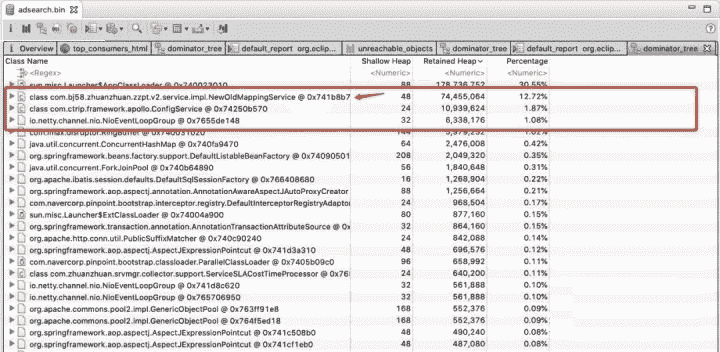 adsearch.bin
Overview top_consumers_html dominator_tree default_report org.eclip... unreachable_objects dominator_tree default_report org.eclip... dominator_tree
Class Name Shallow Heap Retained Heap Percentage
<Regex> <Numeric> <Numeric> <Numeric>
sun.misc.Launcher$AppClassLoader @ 0x740023010 88 178,736,752 30.55%
class com.bj58.zhuanzhuan.zzpt.v2.service.impl.NewOldMappingService @ 0x741b8b7 48 74,455,064 12.72%
class com.ctrip.framework.apollo.ConfigService @ 0x74250b570 24 10,939,624 1.87%
io.netty.channel.nio.NioEventLoopGroup @ 0x7655de148 32 6,338,176 1.08%
com.lmax.disruptor.RingBuffer @ 0x740031020 144
java.util.concurrent.ConcurrentHashMap @ 0x740fa9470 64 2,476,008 0.42%
org.springframework.beans.factory.support.DefaultListableBeanFactory @ 0x74090501 208 2,049,320 0.35%
java.util.concurrent.ForkJoinPool @ 0x740b64890 56 1,840,648 0.31%
org.apache.ibatis.session.defaults.DefaultSqlSessionFactory @ 0x766408680 16 1,268,904 0.22%
org.springframework.aop.aspectj.annotation.AnnotationAwareAspectJAutoProxyCreator 88 1,256,664 0.21%
com.navercorp.pinpoint.bootstrap.interceptor.registry.DefaultInterceptorRegistryAdaptor 24 968,504 0.17%
sun.misc.Launcher$ExtClassLoader @ 0x74004a900 80 877,160 0.15%
org.springframework.transaction.annotation.AnnotationTransactionAttributeSource @ 32 864,160 0.15%
org.apache.http.conn.util.PublicSuffixMatcher @ 0x740c90240 24 842,088 0.14%
org.springframework.aop.aspectj.AspectJExpressionPointcut @ 0x741d3a310 48 696,576 0.12%
com.navercorp.pinpoint.bootstrap.classloader.ParallelClassLoader @ 0x7405b09c0 96 658,992 0.11%
class com.zhuanzhuan.srvmgr.collector.support.ServiceSLACostTimeProcessor @ 0x76 24 640,200 0.11%
io.netty.channel.nio.NioEventLoopGroup @ 0x741d8c620 32 561,888 0.10%
io.netty.channel.nio.NioEventLoopGroup @ 0x765706950 32 561,888 0.10%
org.apache.commons.pool2.impl.GenericObjectPool @ 0x763ff91e8 168 552,376 0.09%
org.apache.commons.pool2.impl.GenericObjectPool @ 0x764f5ed18 168 552,376 0.09%
org.springframework.aop.aspectj.AspectJExpressionPointcut @ 0x741c508b0 48 490,240 0.08%
org.springframework.aop.aspectj.AspectJExpressionPointcut @ 0x741cf1eb0 48 487,080 0.08%